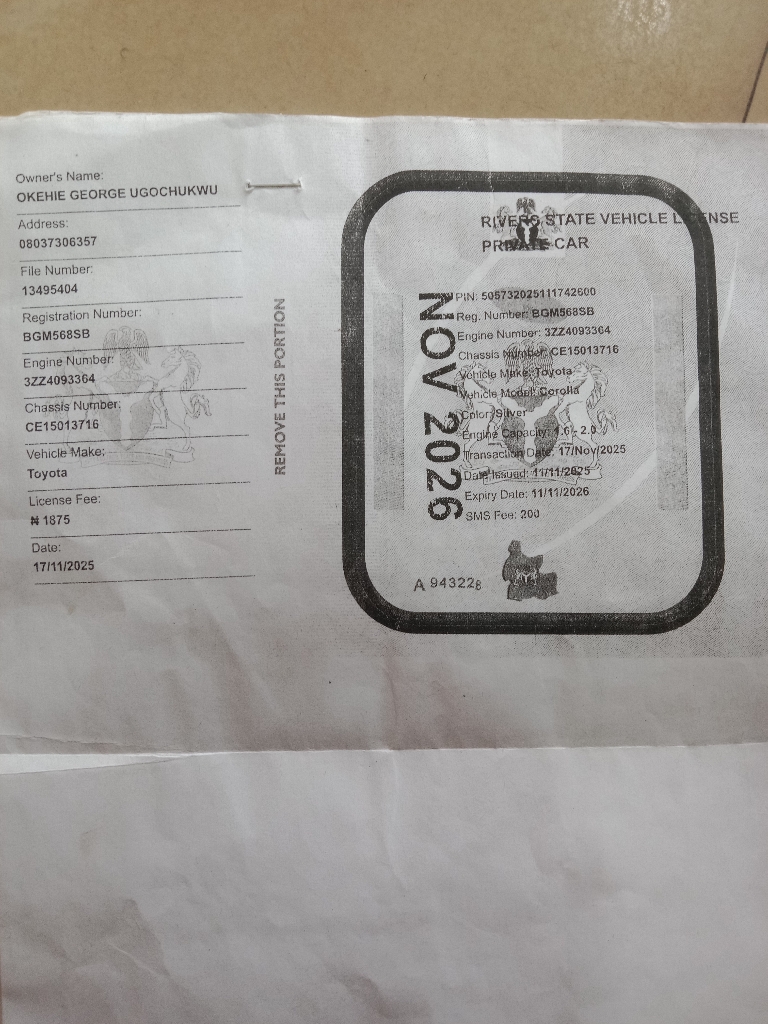 Owner's Name:
OKEHIE GEORGE UGOCHUKWU
Address:
08037306357
File Number:
13495404
Registration Number:
BGM568SB
Engine Number:
3ZZ4093364
Chassis Number:
CE15013716
Vehicle Make:
Toyota
License Fee:
₦ 1875
Date:
17/11/2025
REMOVE THIS PORTION
RIVERS STATE VEHICLE LICENSE
PRIVATE CAR
NOV 2026
PIN: 505732025111742600
Reg. Number: BGM568SB
Engine Number: 3ZZ4093364
Chassis Number: CE15013716
Vehicle Make: Toyota
Vehicle Model: Corolla
Color: Silver
Engine Capacity: 1.6 - 2.0
Transaction Date: 17/Nov/2025
Date Issued: 11/11/2025
Expiry Date: 11/11/2026
SMS Fee: 200
A 943228